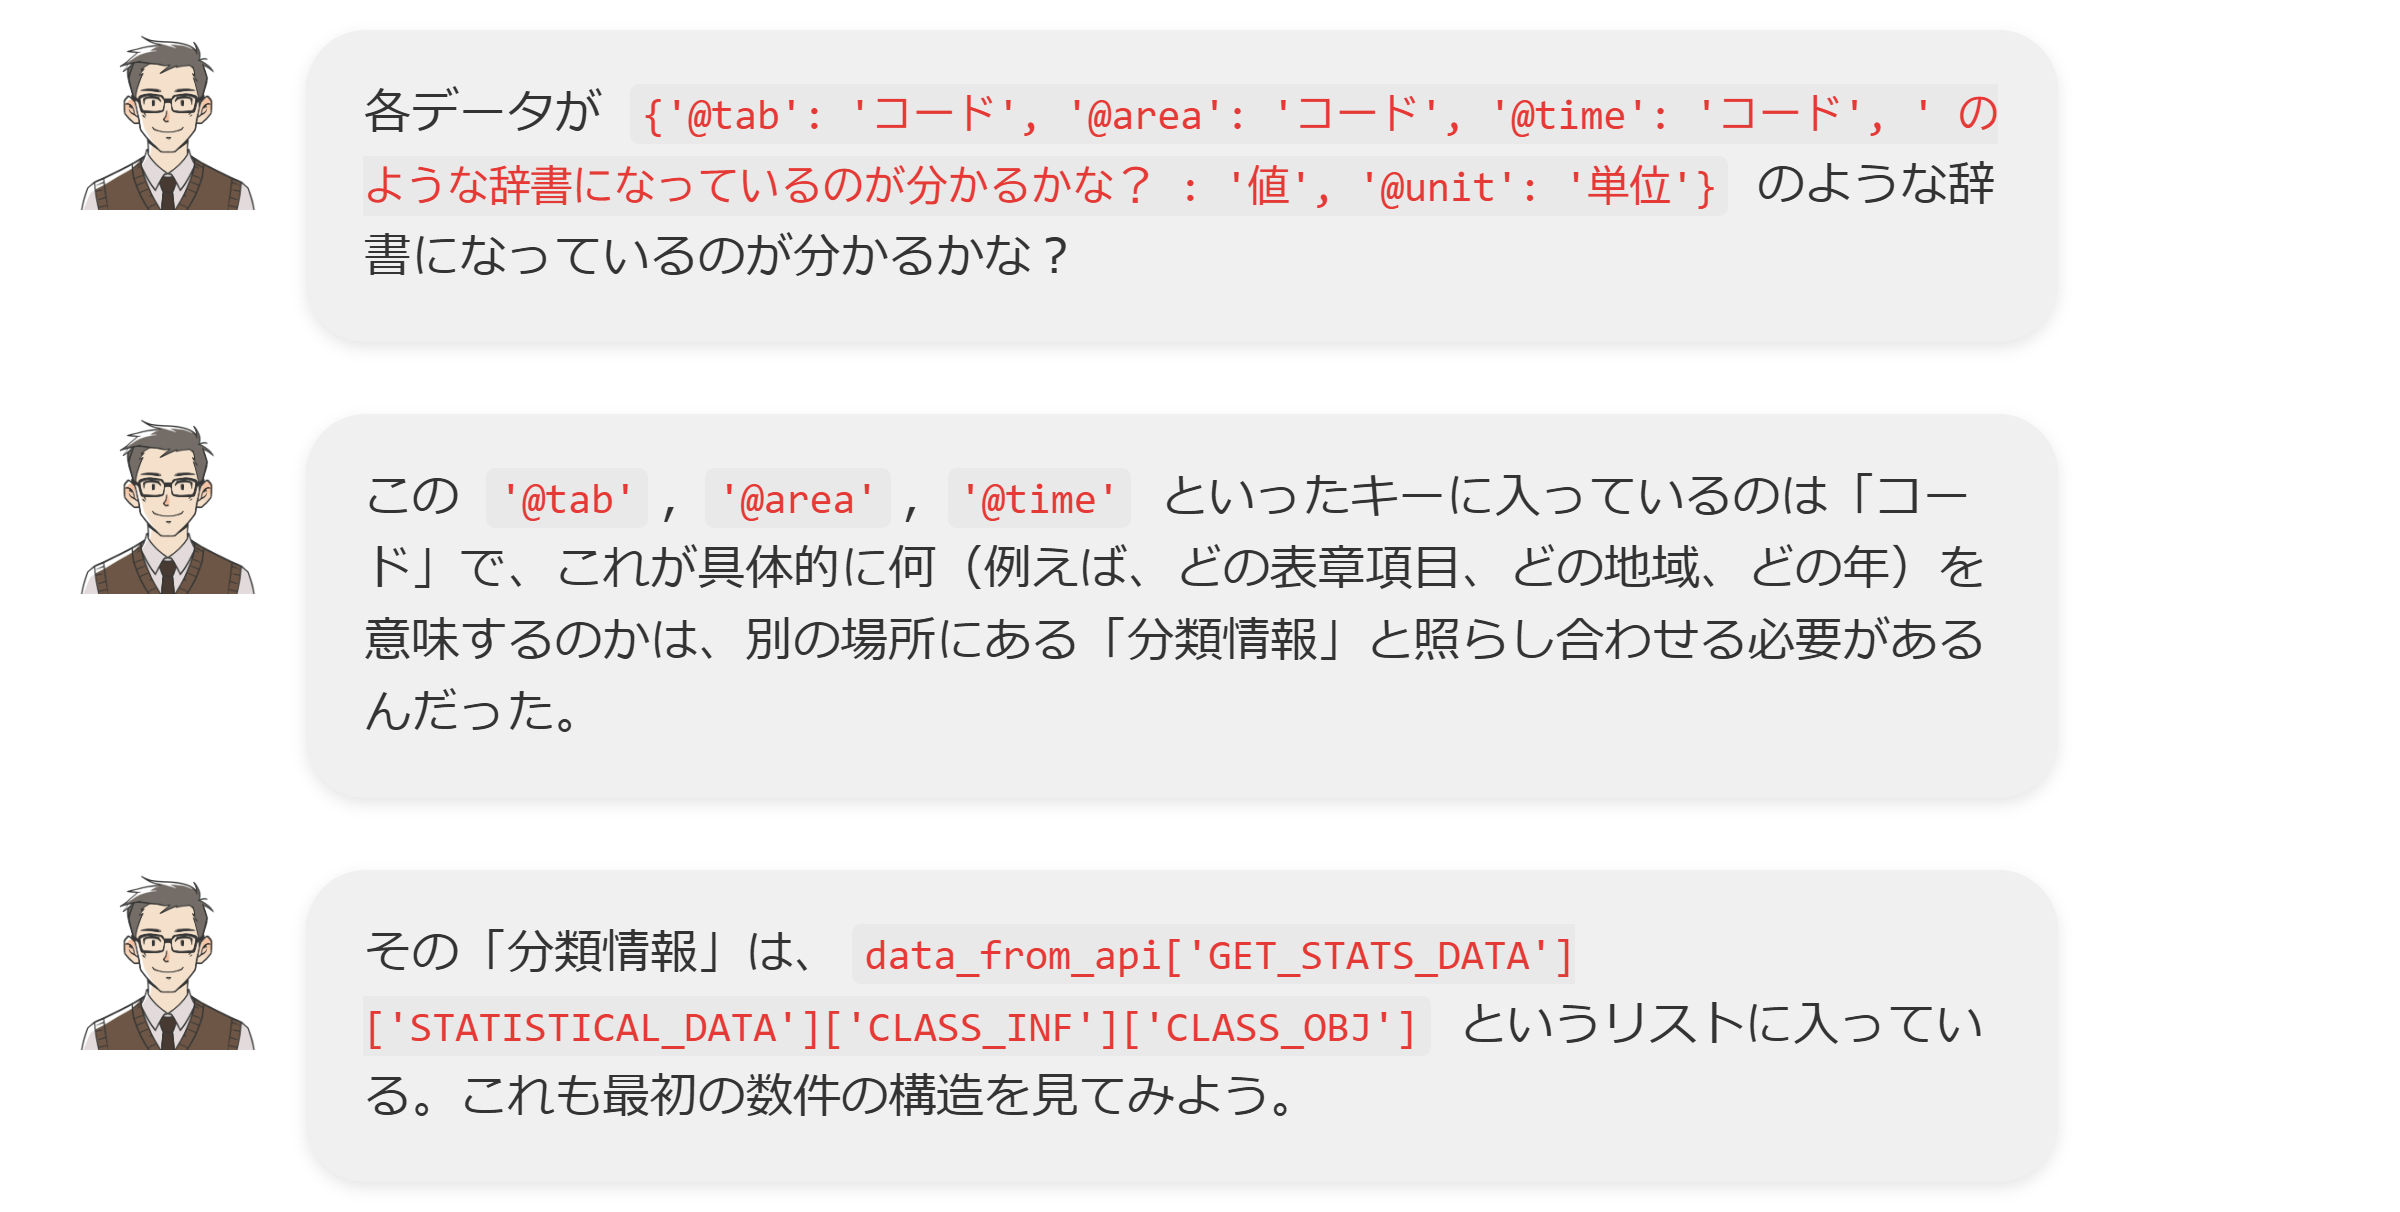 各データが {'@tab': 'コード', '@area': 'コード', '@time': 'コード', ' の
ような辞書になっているのが分かるかな？ : '値', '@unit': '単位'} のような辞
書になっているのが分かるかな？
この '@tab' , '@area' , '@time' といったキーに入っているのは「コー
ド」で、これが具体的に何（例えば、どの表章項目、どの地域、どの年）を
意味するのかは、別の場所にある「分類情報」と照らし合わせる必要がある
んだった。
その「分類情報」は、 data_from_api['GET_STATS_DATA']
['STATISTICAL_DATA']['CLASS_INF']['CLASS_OBJ'] というリストに入ってい
る。これも最初の数件の構造を見てみよう。